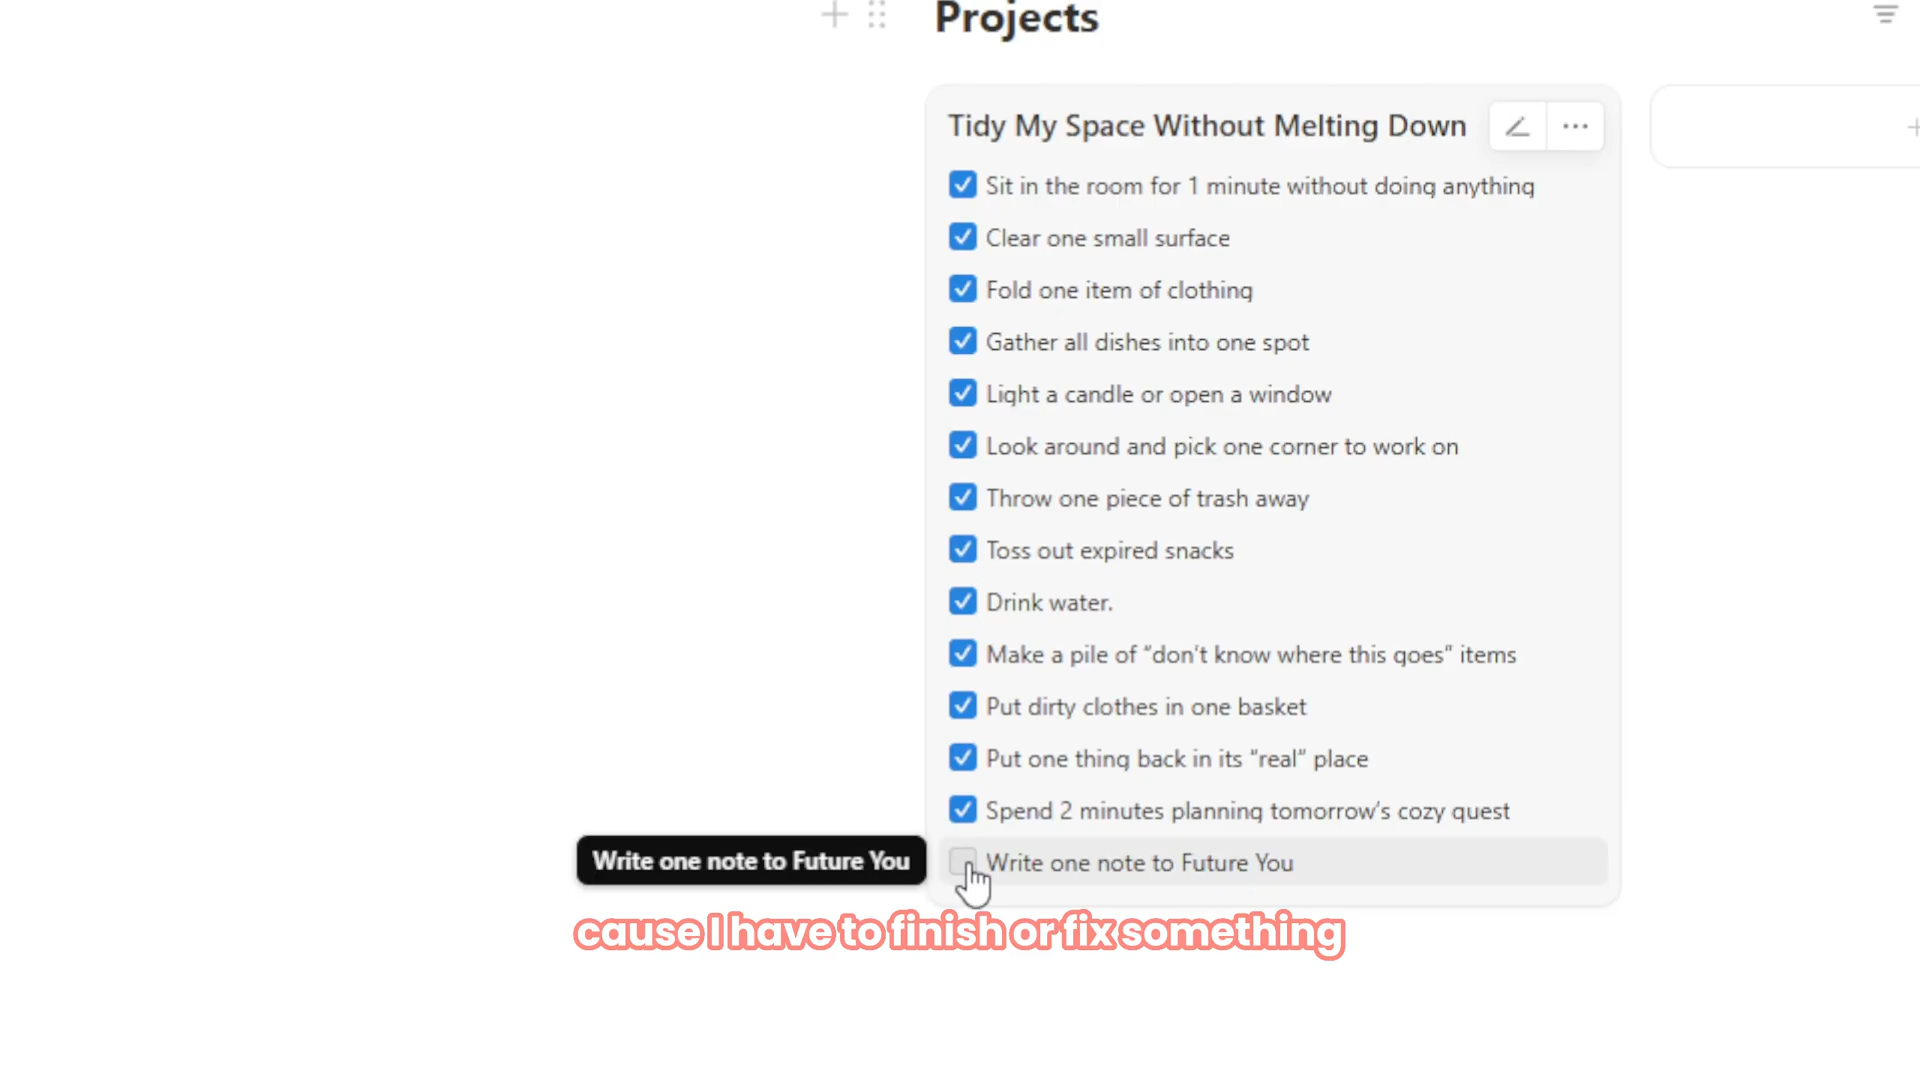 Projects
Tidy My Space Without Melting Down
Sit in the room for 1 minute without doing anything
Clear one small surface
Fold one item of clothing
Gather all dishes into one spot
Light a candle or open a window
Look around and pick one corner to work on
Throw one piece of trash away
Toss out expired snacks
Drink water.
Make a pile of “don’t know where this goes” items
Put dirty clothes in one basket
Put one thing back in its “real” place
Spend 2 minutes planning tomorrow’s cozy quest
Write one note to Future You
Write one note to Future You
cause I have to finish or fix something